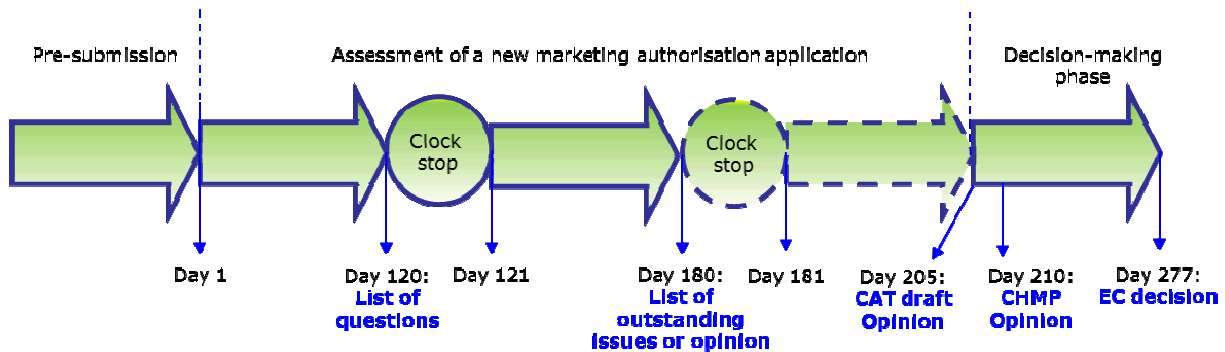 Pre-submission
Assessment of a new marketing authorisation application
Decision-making
phase
Clock
stop
Clock
stop
Day 1
Day 120:
List of
questions
Day 121
Day 180:
List of
outstanding
issues or opinion
Day 181
Day 205:
CAT draft
Opinion
Day 210:
CHMP
Opinion
Day 277:
EC decision